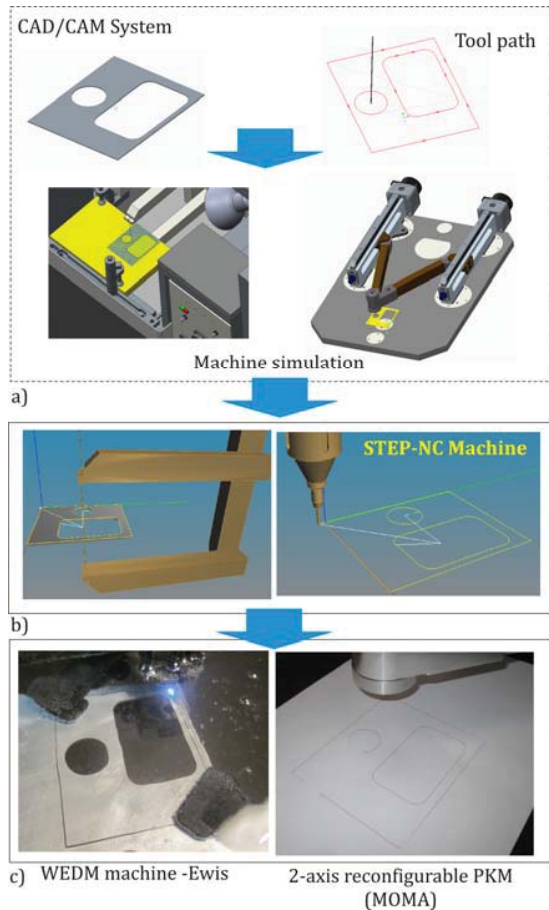 CAD/CAM System
Tool path
Machine simulation
a)
STEP-NC Machine
b)
c)
WEDM machine -Ewis
2-axis reconfigurable PKM
(MOMA)